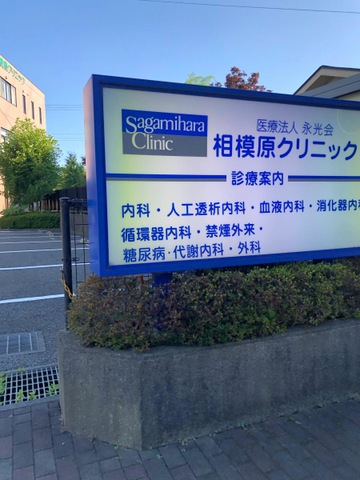 Sagamihara
Clinic
医療法人 永光会
相模原クリニック
診療案内
内科・人工透析内科・血液内科・消化器内科
循環器内科・禁煙外来・
糖尿病・代謝内科・外科